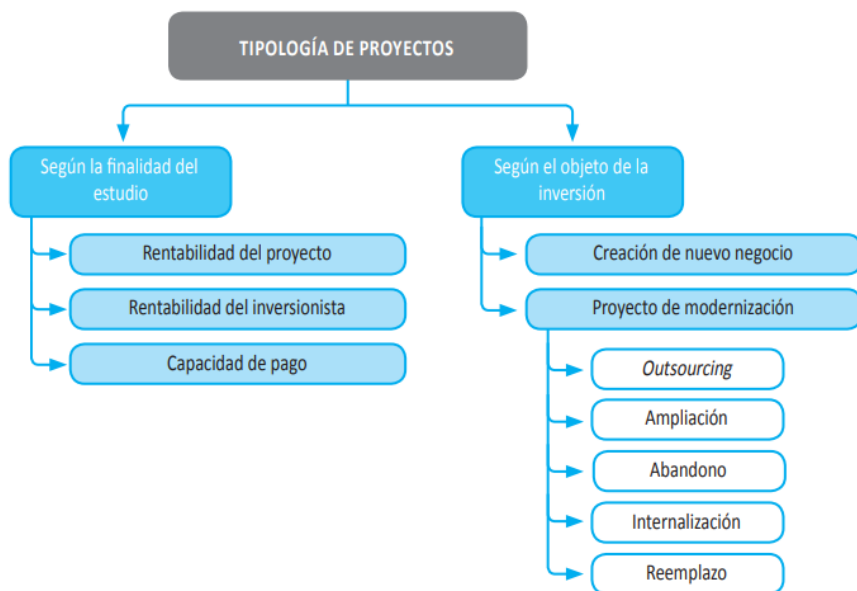 TIPOLOGÍA DE PROYECTOS
Según la finalidad del
estudio
Rentabilidad del proyecto
Rentabilidad del inversionista
Capacidad de pago
Según el objeto de la
inversión
Creación de nuevo negocio
Proyecto de modernización
Outsourcing
Ampliación
Abandono
Internalización
Reemplazo